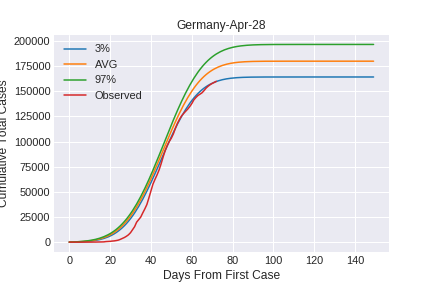 Germany-Apr-28
200000
175000
150000
125000
100000
75000
50000
25000
0
Cumulative Total Cases
3%
AVG
97%
Observed
0 20 40 60 80 100 120 140
Days From First Case